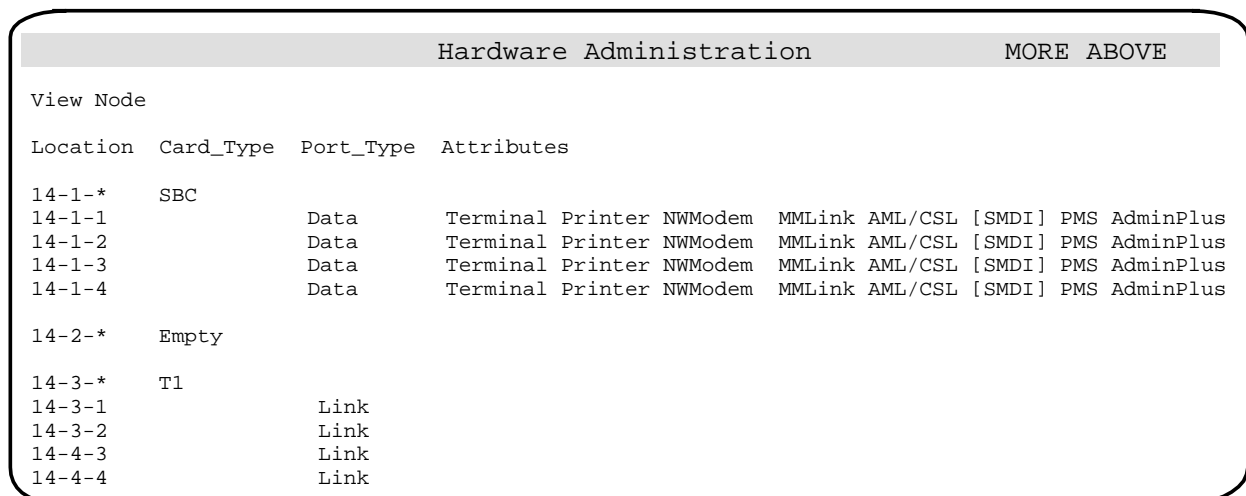 Hardware Administration MORE ABOVE
View Node
Location Card_Type Port_Type Attributes
14-1-* SBC
14-1-1 Data Terminal Printer NWModem MMLink AML/CSL [SMDI] PMS AdminPlus
14-1-2 Data Terminal Printer NWModem MMLink AML/CSL [SMDI] PMS AdminPlus
14-1-3 Data Terminal Printer NWModem MMLink AML/CSL [SMDI] PMS AdminPlus
14-1-4 Data Terminal Printer NWModem MMLink AML/CSL [SMDI] PMS AdminPlus
14-2-* Empty
14-3-* T1
14-3-1 Link
14-3-2 Link
14-4-3 Link
14-4-4 Link